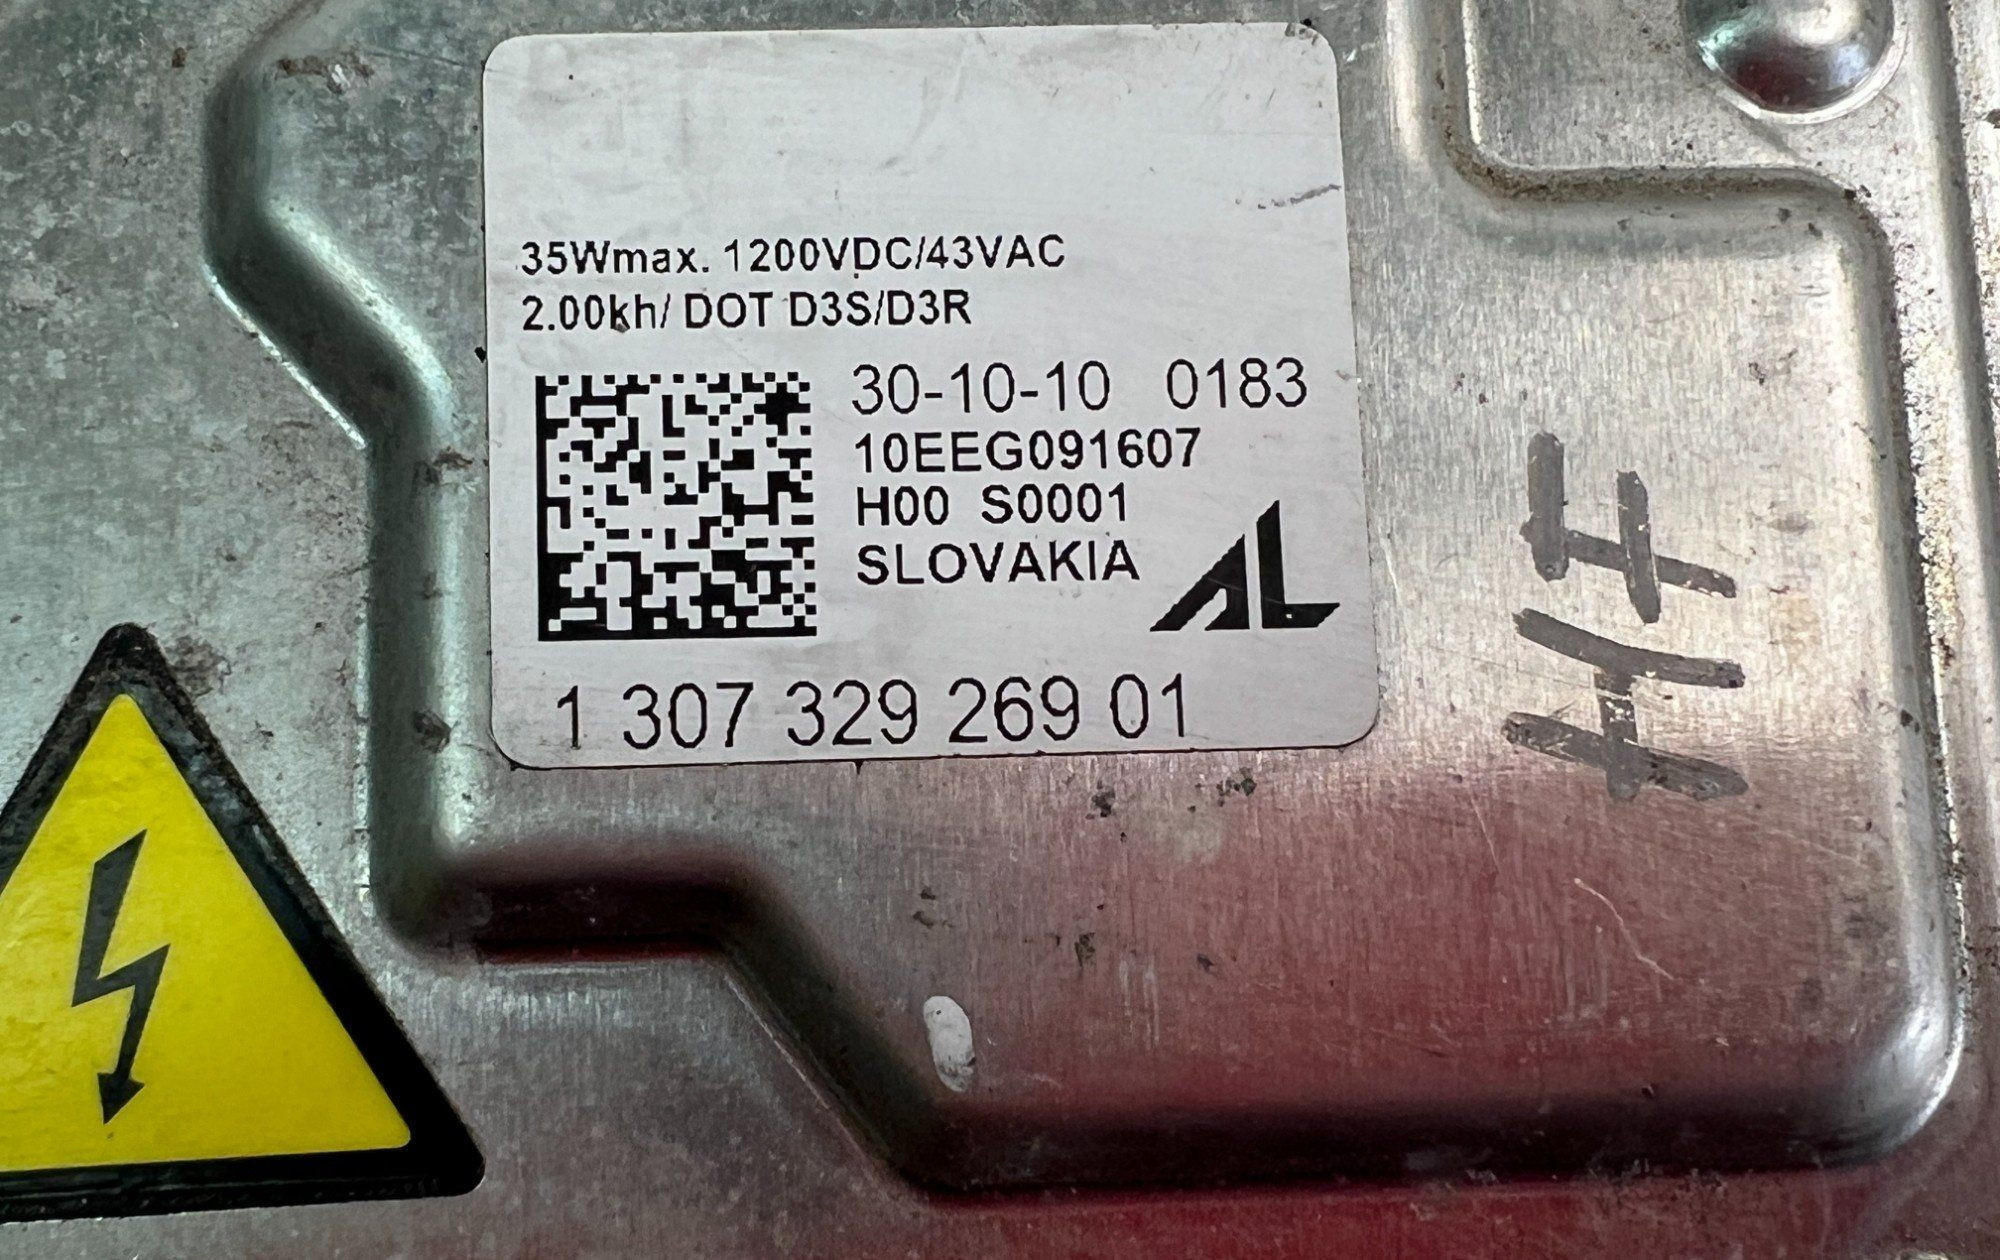 35Wmax. 1200VDC/43VAC
2.00kh/ DOT D3S/D3R
30-10-10 0183
10EEG091607
H00 S0001
SLOVAKIA
AL
1 307 329 269 01